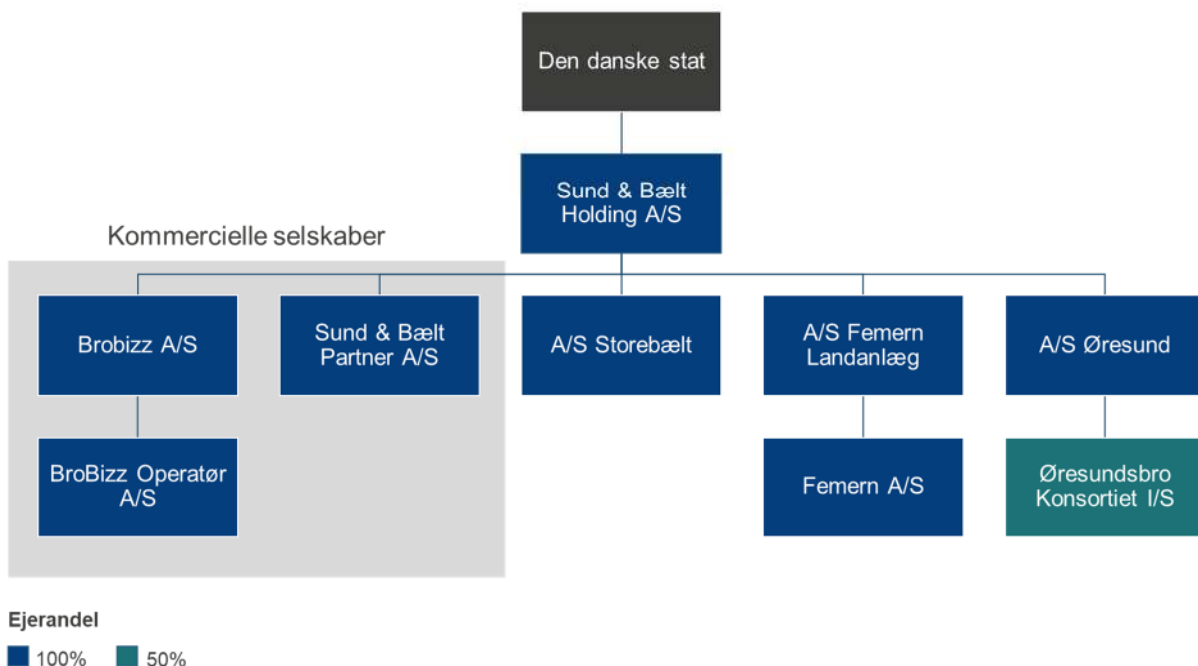 Den danske stat
Sund & Bælt
Holding A/S
Kommercielle selskaber
Brobizz A/S
Sund & Bælt
Partner A/S
A/S Storebælt
A/S Femern
Landanlæg
A/S Øresund
BroBizz Operatør
A/S
Femern A/S
Øresundsbro
Konsortiet I/S
Ejerandel
100%
50%